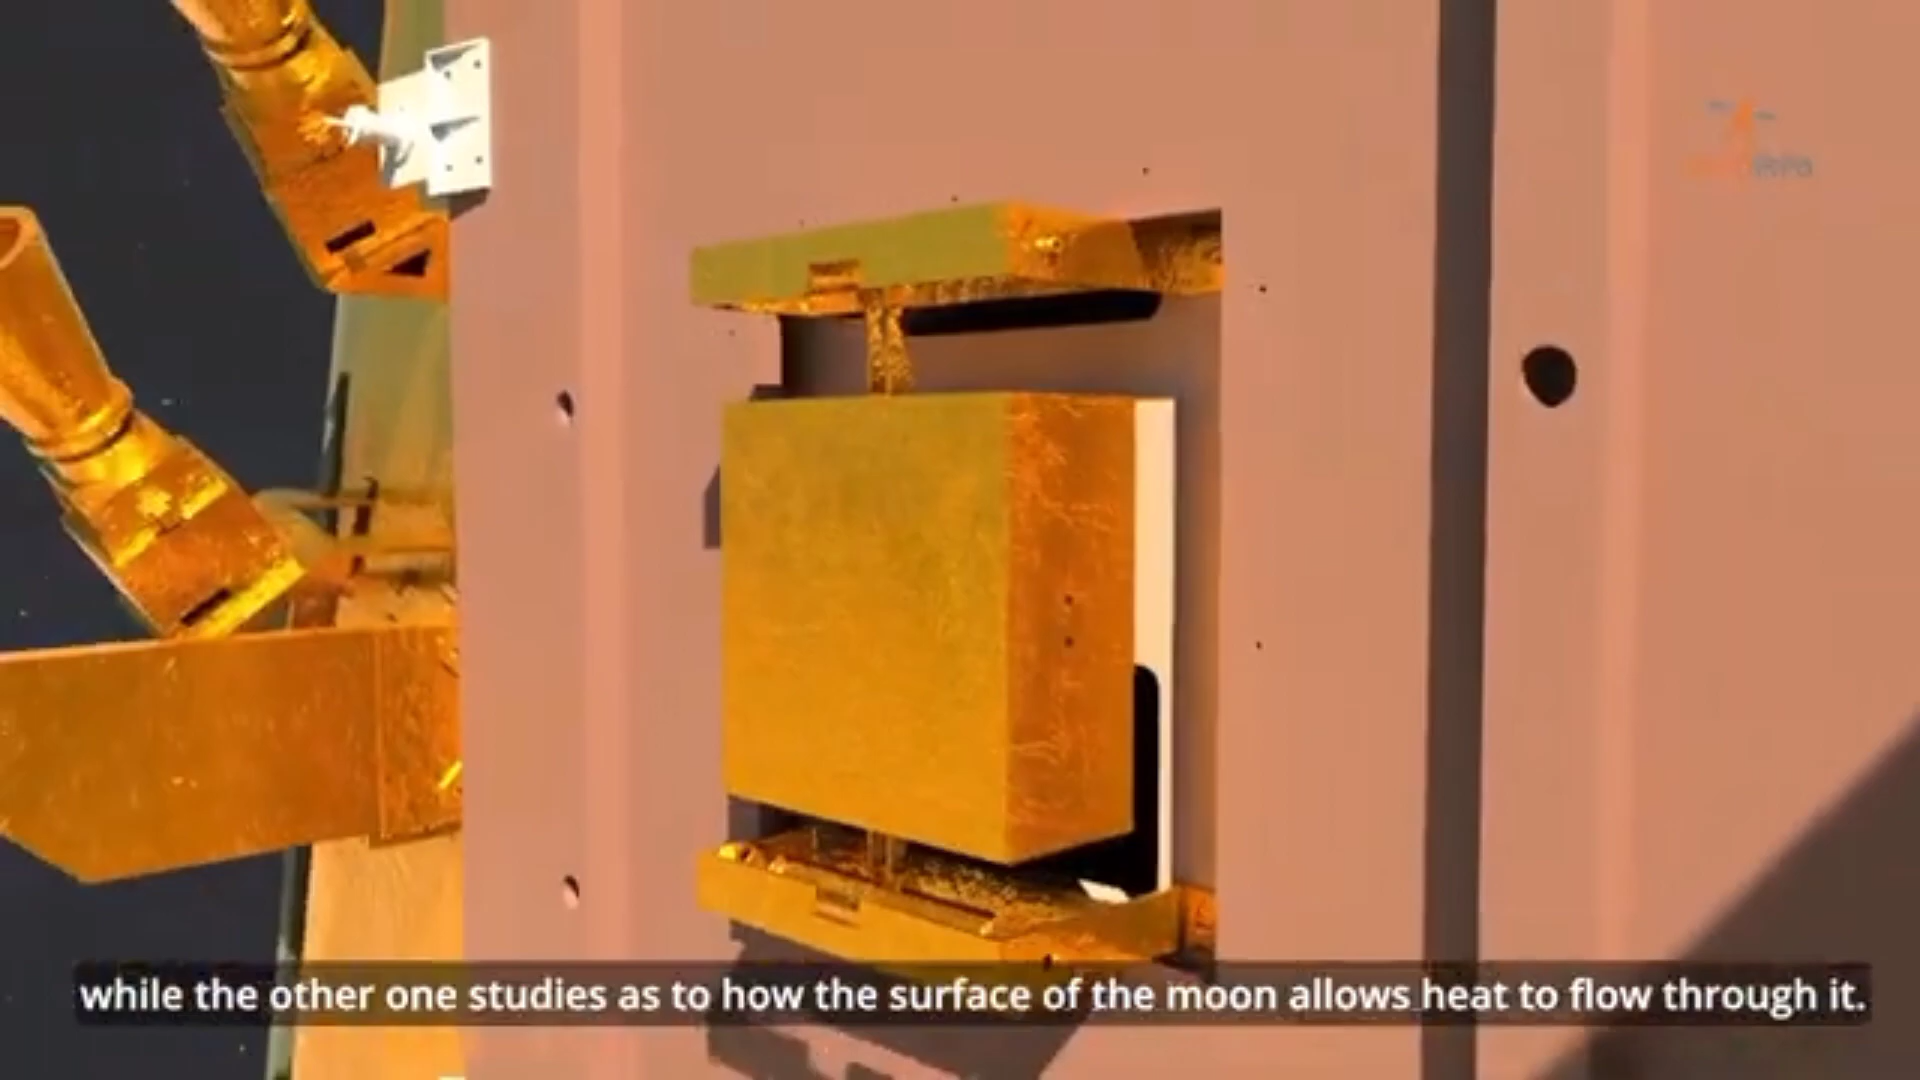 while the other one studies as to how the surface of the moon allows heat to flow through it.